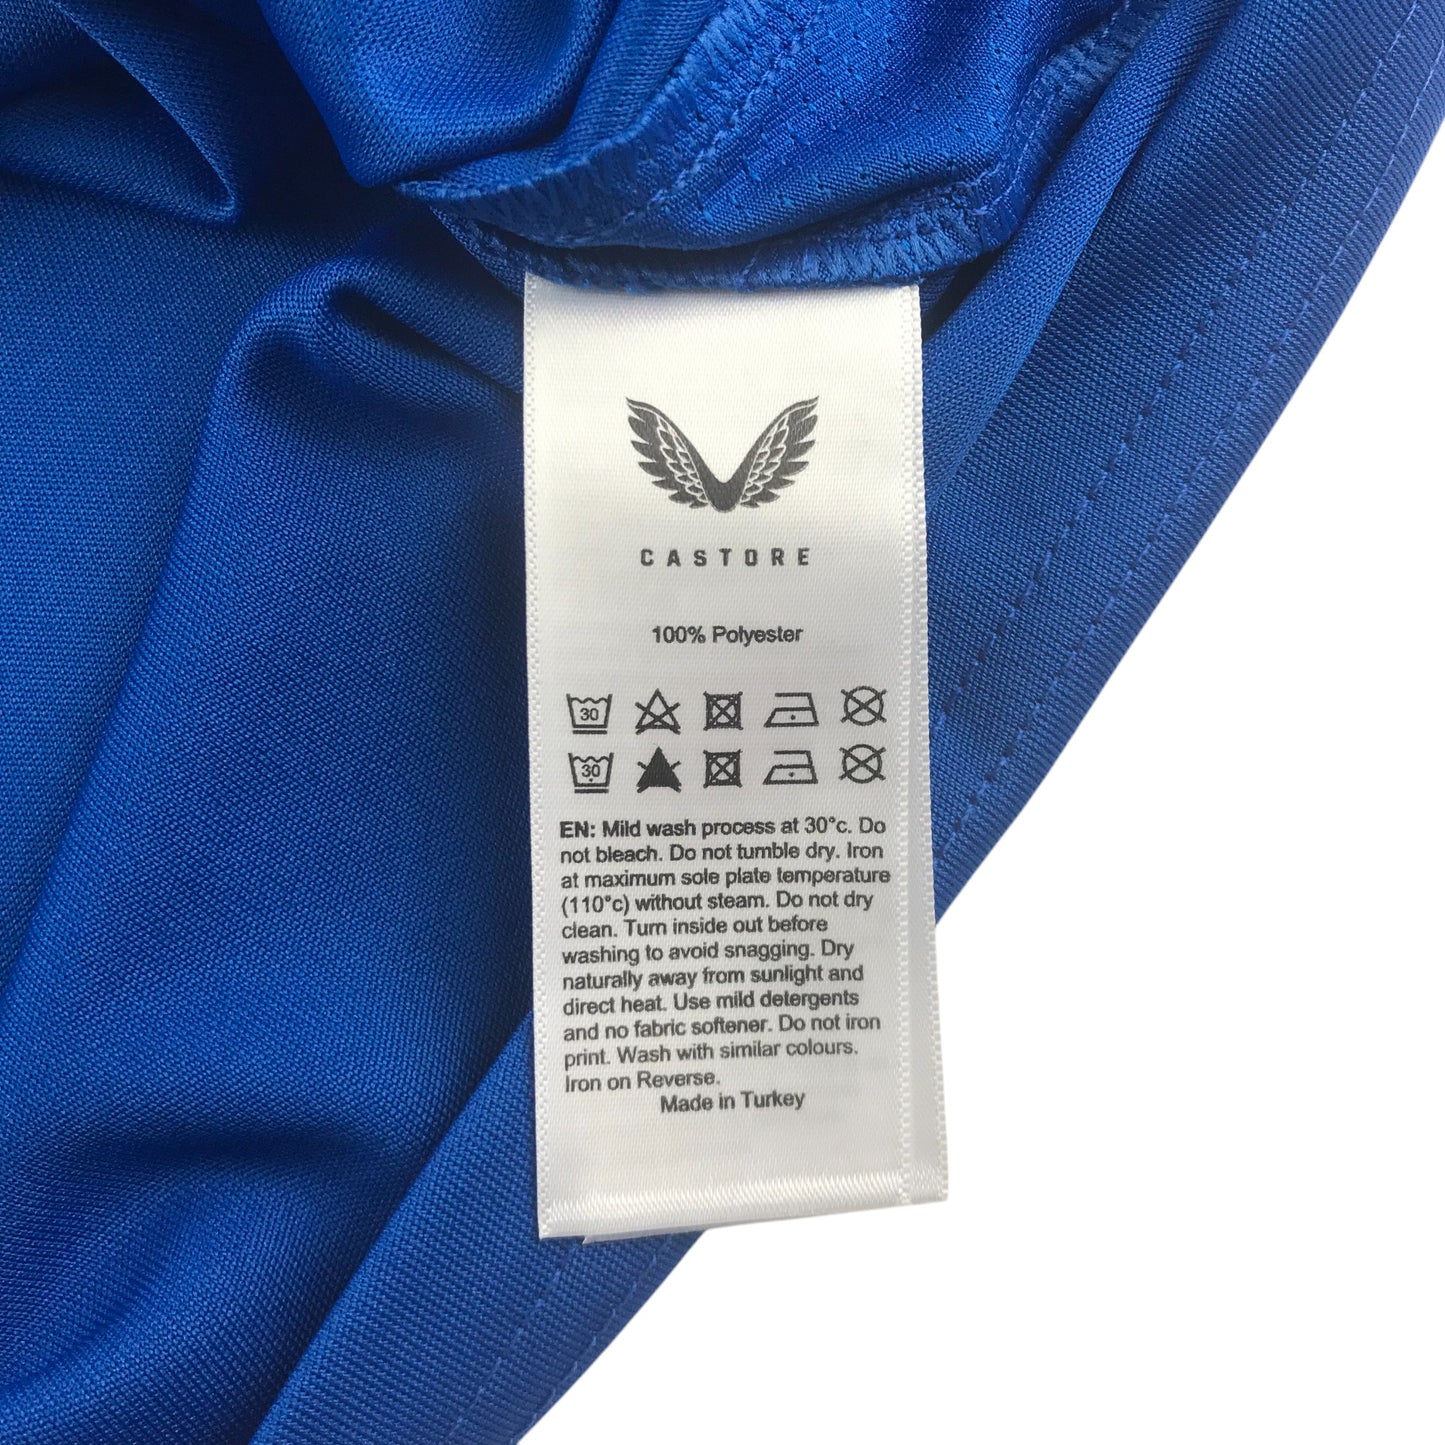 CASTORE
100% Polyester
30
30
EN: Mild wash process at 30°c. Do
not bleach. Do not tumble dry. Iron
at maximum sole plate temperature
(110°c) without steam. Do not dry
clean. Turn inside out before
washing to avoid snagging. Dry
naturally away from sunlight and
direct heat. Use mild detergents
and no fabric softener. Do not iron
print. Wash with similar colours.
Iron on Reverse.
Made in Turkey